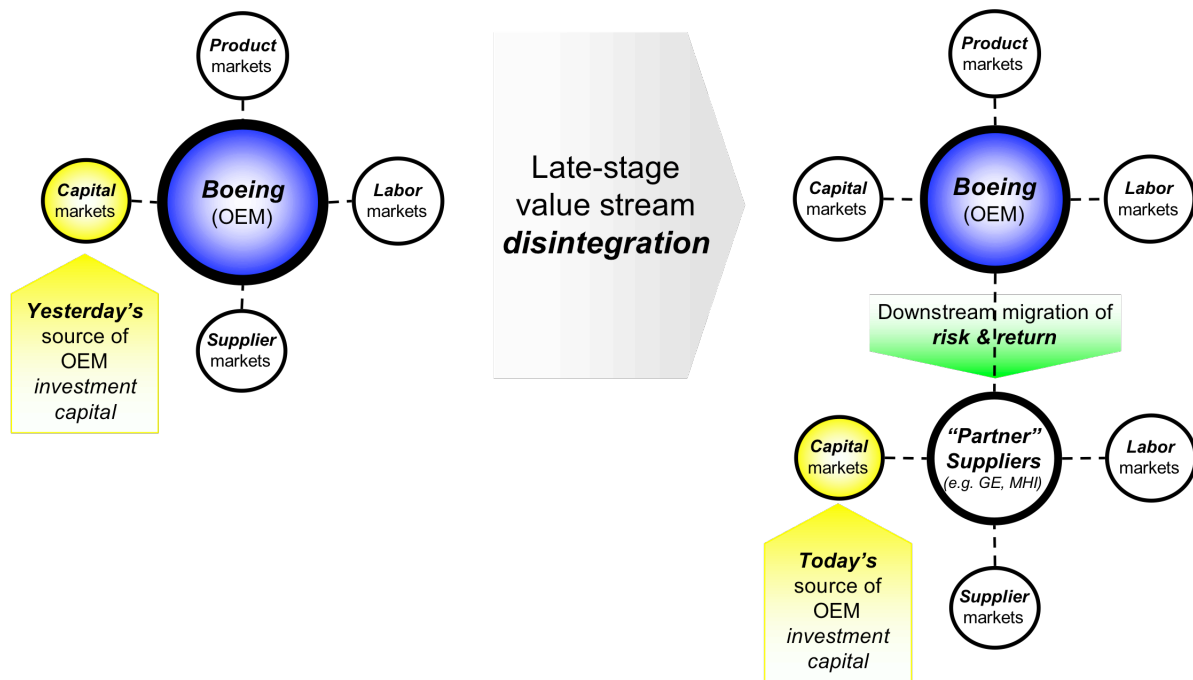 Product
markets
Capital
markets
Boeing
(OEM)
Labor
markets
Supplier
markets
Yesterday's
source of
OEM
investment
capital
Late-stage
value stream
disintegration
Product
markets
Capital
markets
Boeing
(OEM)
Labor
markets
Downstream migration of
risk & return
Capital
markets
“Partner”
Suppliers
(e.g. GE, MHI)
Labor
markets
Supplier
markets
Today's
source of
OEM
investment
capital